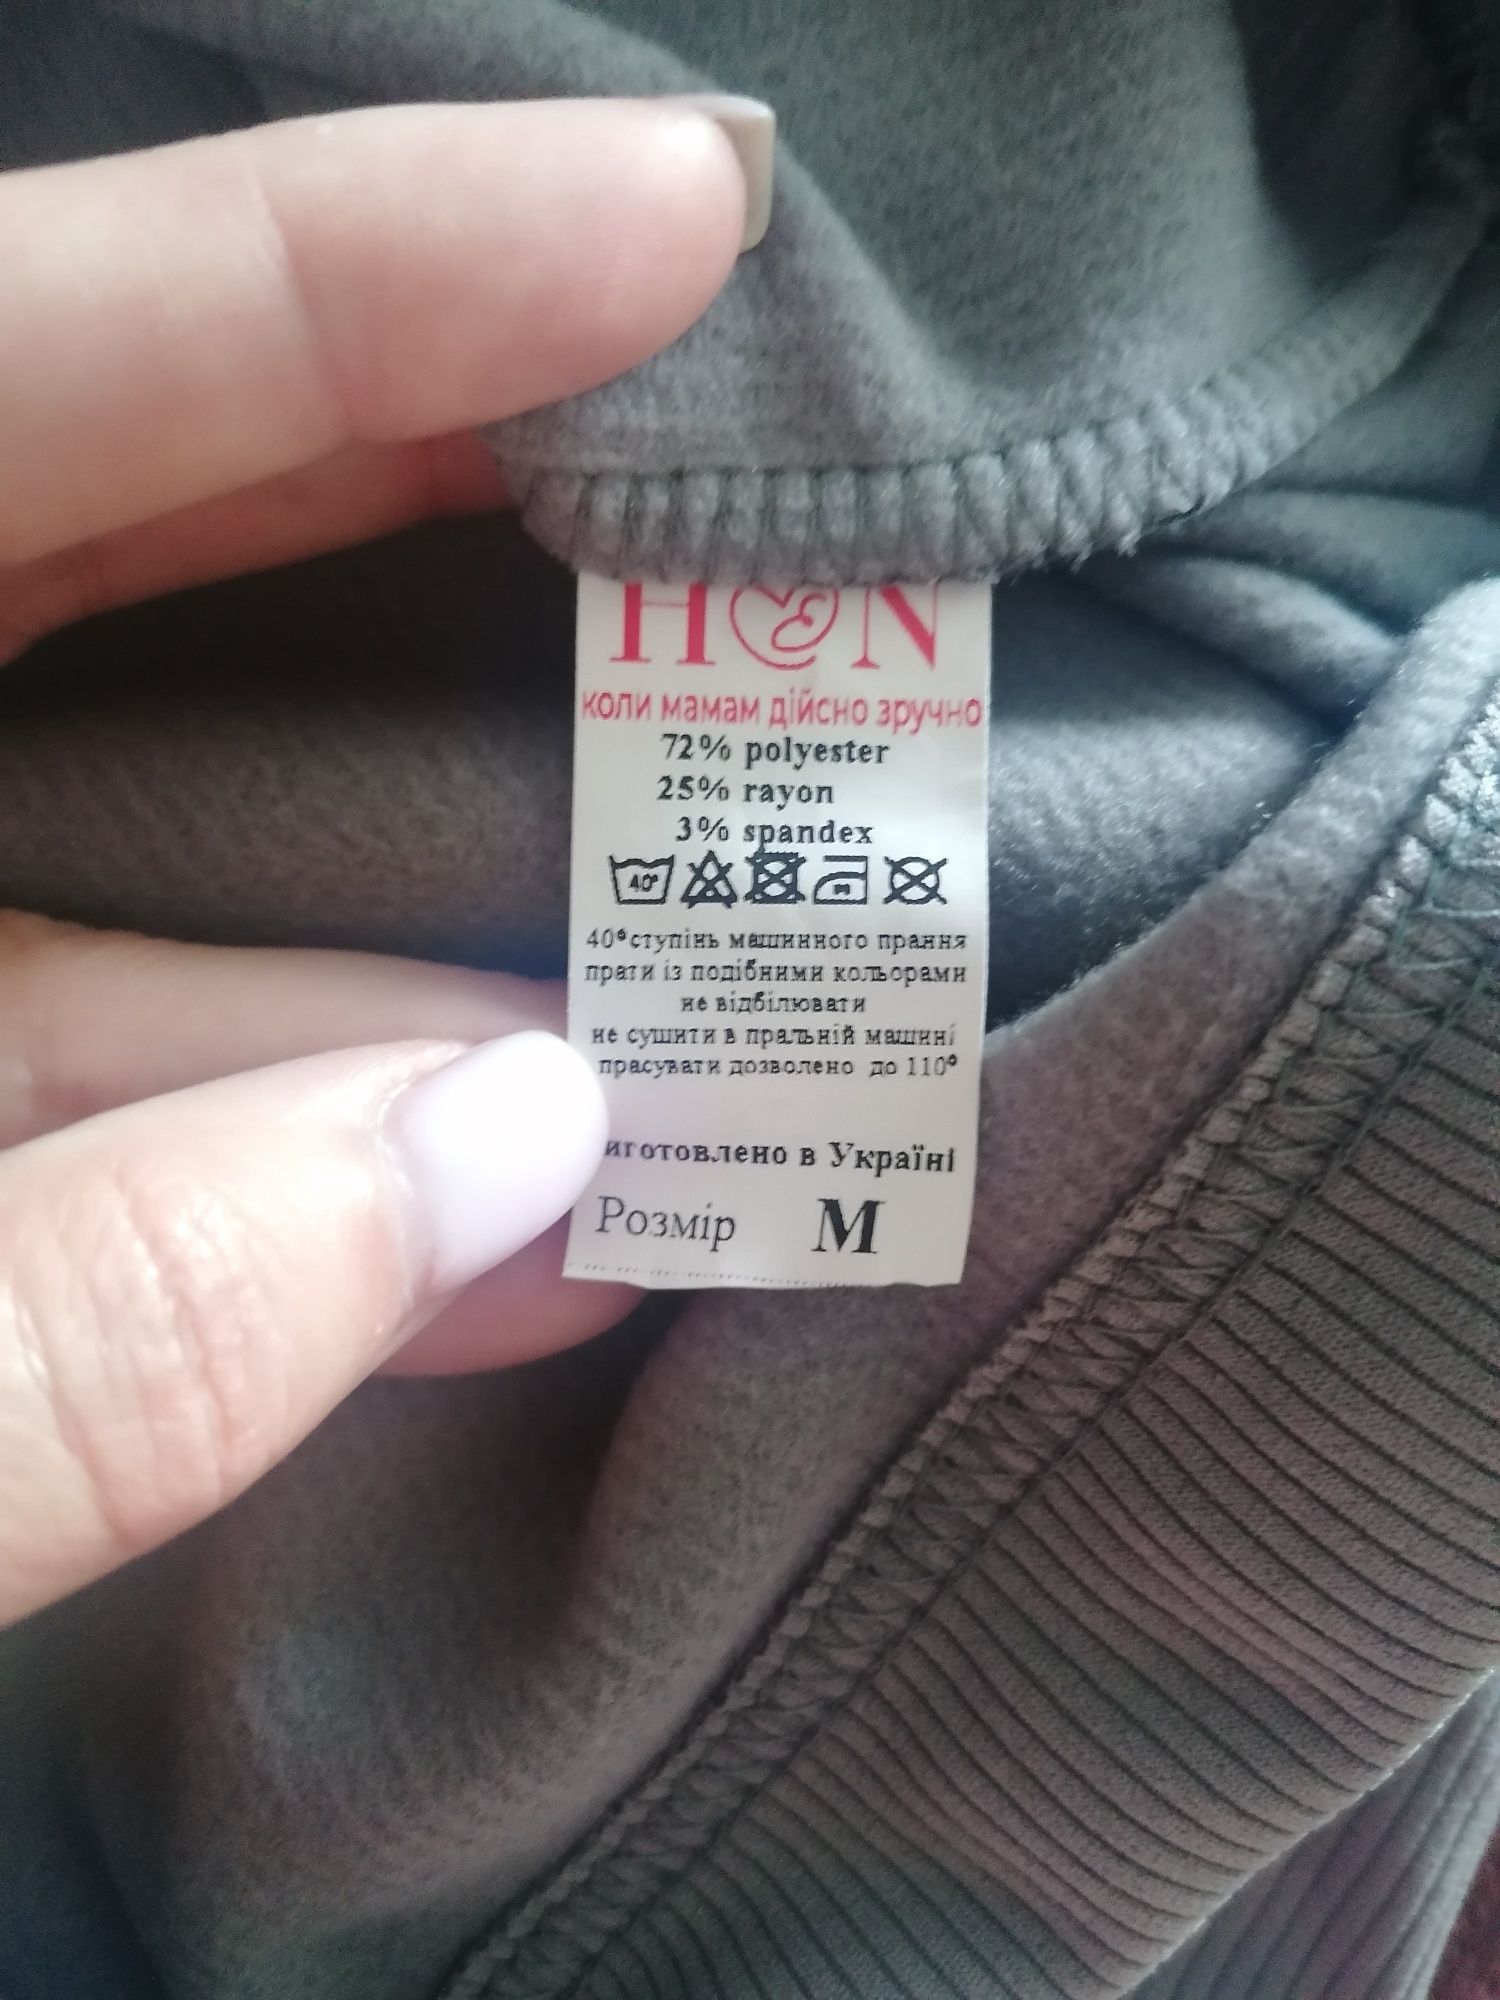 H&N
коли мамам дійсно зручно
72% polyester
25% rayon
3% spandex
40°
40° ступінь машинного прання
прати із подібними кольорами
не відбілювати
не сушити в пральній машині
прасувати дозволено до 110°
иготовлено в Україні
Розмір M